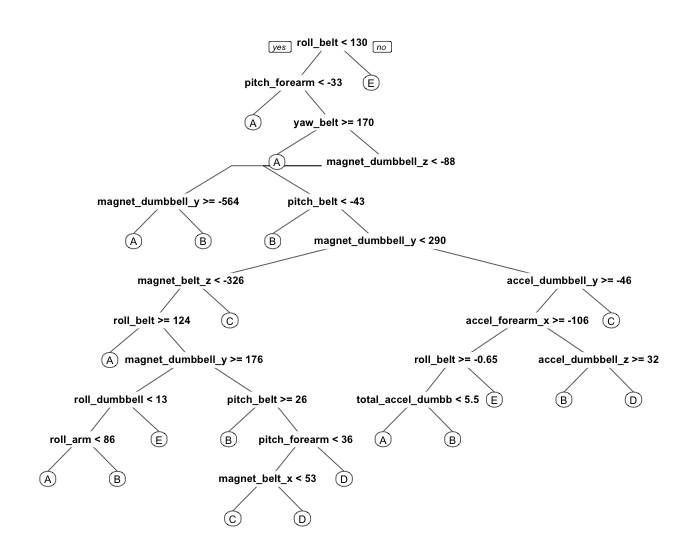 yes roll_belt < 130 no
pitch_forearm < -33 E
A yaw_belt >= 170
A magnet_dumbbell_z < -88
magnet_dumbbell_y >= -564 pitch_belt < -43
A B B magnet_dumbbell_y < 290
magnet_belt_z < -326 accel_dumbbell_y >= -46
roll_belt >= 124 C accel_forearm_x >= -106 C
A magnet_dumbbell_y >= 176 roll_belt >= -0.65 accel_dumbbell_z >= 32
roll_dumbbell < 13 pitch_belt >= 26 total_accel_dumbb < 5.5 E B D
roll_arm < 86 E B pitch_forearm < 36 A B
A B magnet_belt_x < 53 D
C D